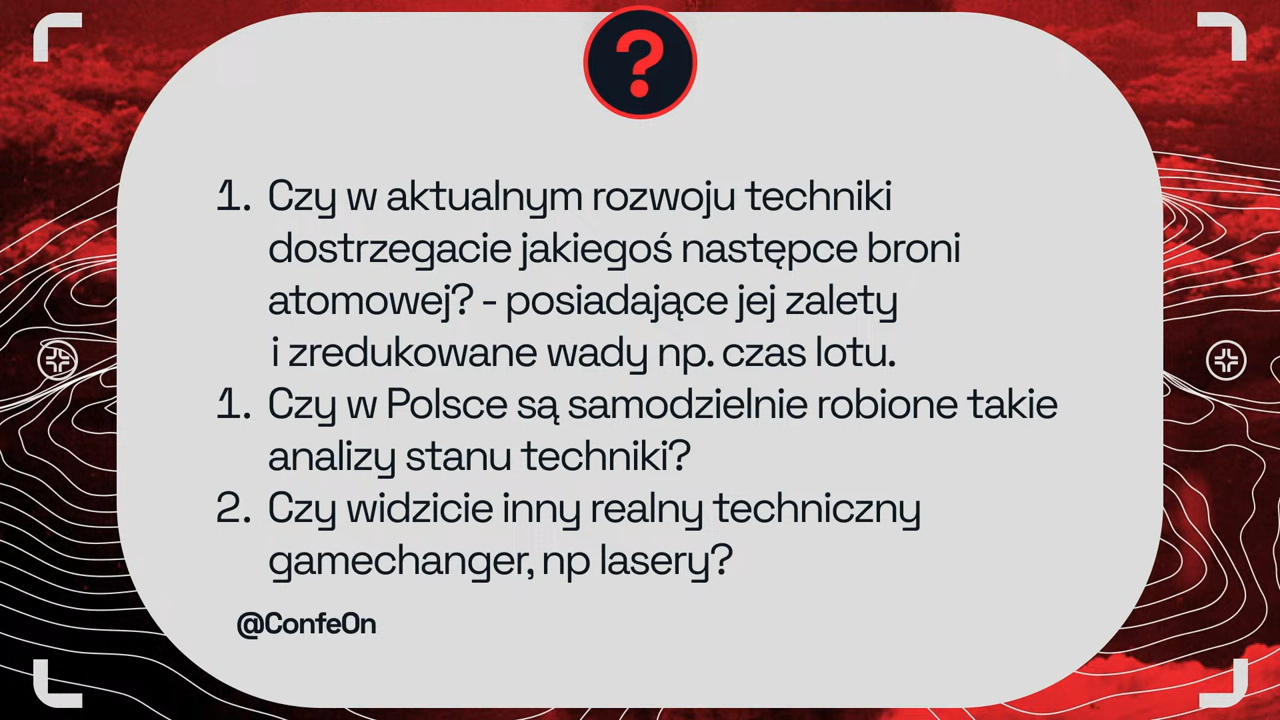 ?
1. Czy w aktualnym rozwoju techniki
dostrzegacie jakiegoś następce broni
atomowej? - posiadające jej zalety
i zredukowane wady np. czas lotu.
1. Czy w Polsce są samodzielnie robione takie
analizy stanu techniki?
2. Czy widzicie inny realny techniczny
gamechanger, np lasery?
@ConfeOn